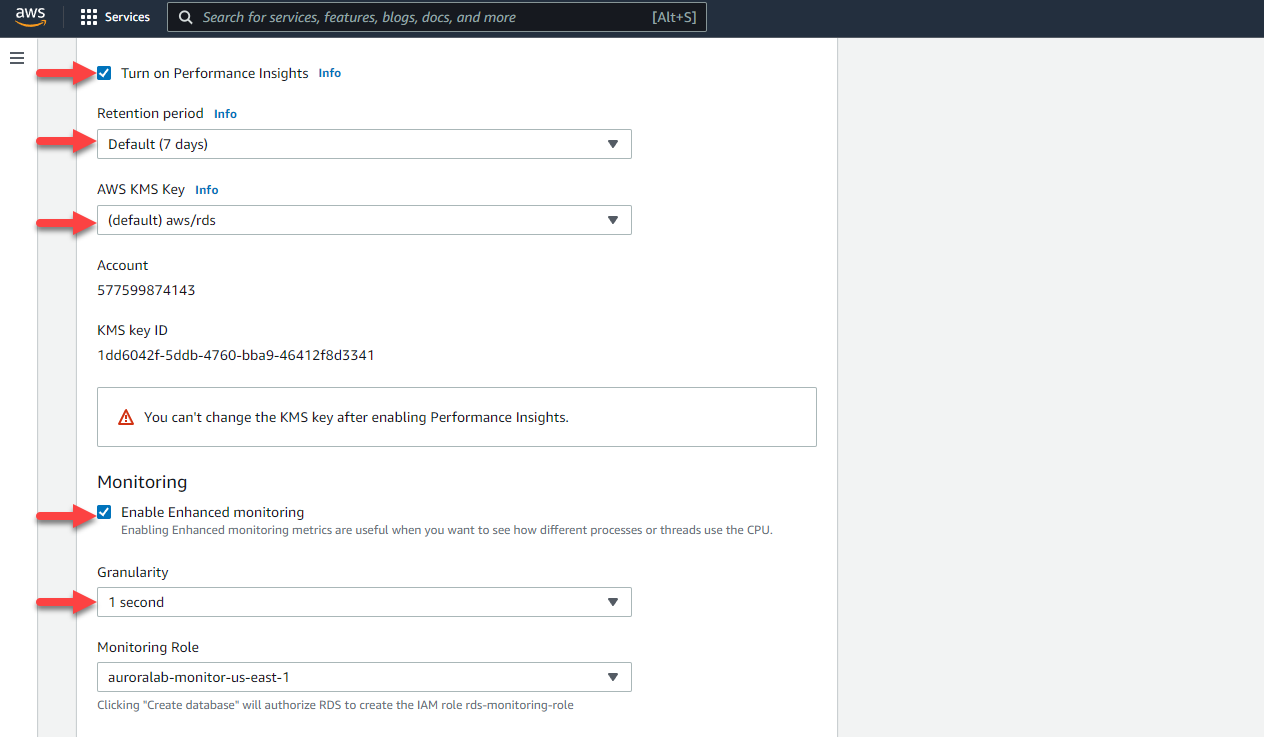 aws
Services
Search for services, features, blogs, docs, and more
[Alt+S]
Turn on Performance Insights Info
Retention period Info
Default (7 days)
AWS KMS Key Info
(default) aws/rds
Account
577599874143
KMS key ID
1dd6042f-5ddb-4760-bba9-46412f8d3341
You can't change the KMS key after enabling Performance Insights.
Monitoring
Enable Enhanced monitoring
Enabling Enhanced monitoring metrics are useful when you want to see how different processes or threads use the CPU.
Granularity
1 second
Monitoring Role
auroralab-monitor-us-east-1
Clicking "Create database" will authorize RDS to create the IAM role rds-monitoring-role